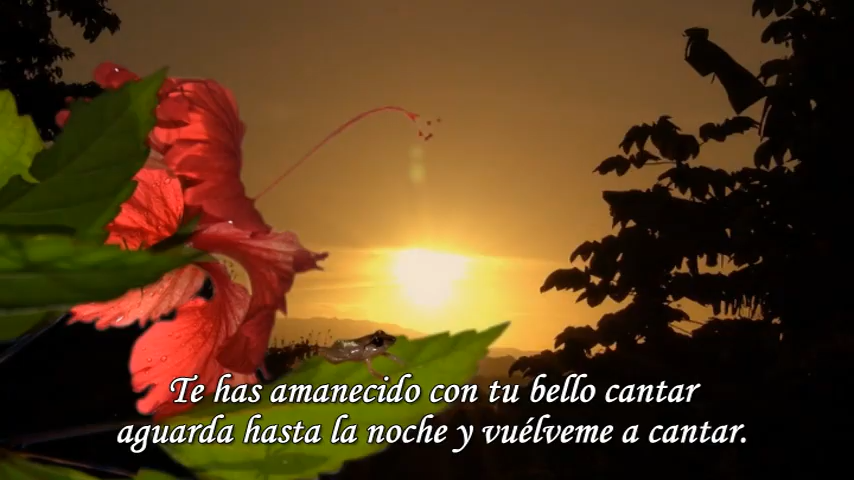 Te has amanecido con tu bello cantar
aguarda hasta la noche y vuélveme a cantar.